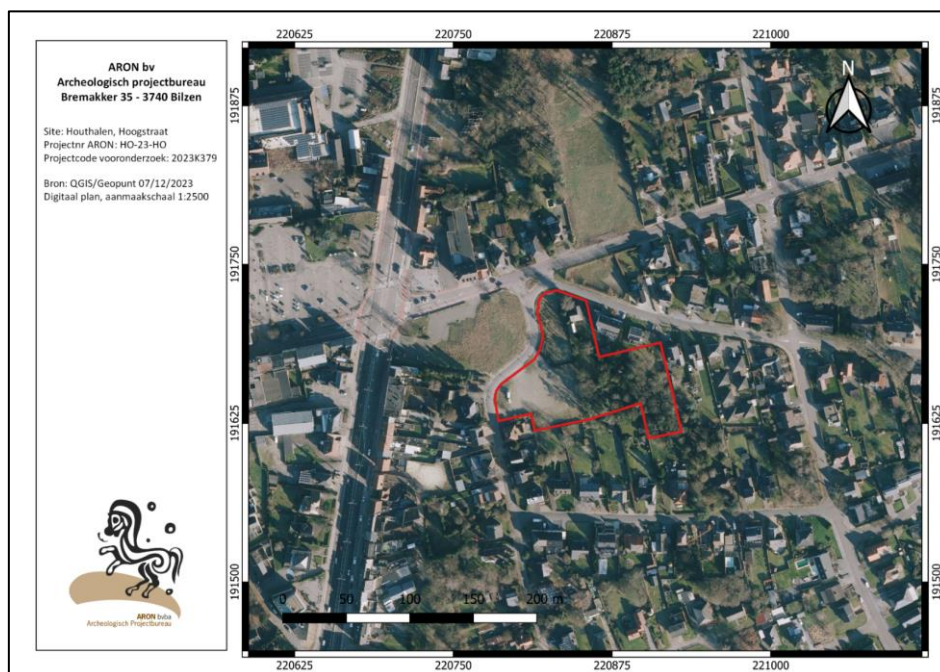 ARON bv
Archeologisch projectbureau
Bremakker 35 - 3740 Bilzen
Site: Houthalen, Hoogstraat
Projectnr ARON: HO-23-HO
Projectcode vooronderzoek: 2023K379
Bron: QGIS/Geopunt 07/12/2023
Digitaal plan, aanmaakschaal 1:2500
ARON bvba
Archeologisch Projectbureau
220625 220750 220875 221000
N
191875 191875
191750 191750
191625 191625
191500 191500
0 50 100 150 200 m
220625 220750 220875 221000